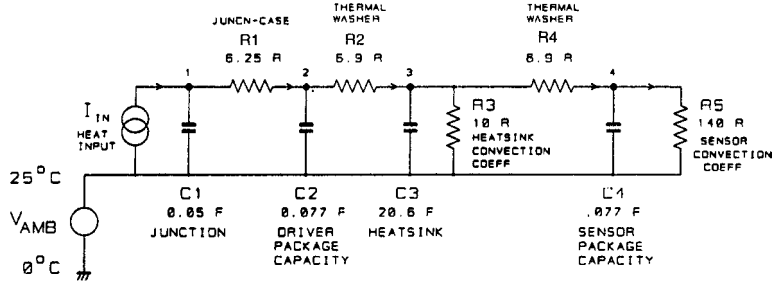 JUNCN-CASE
R1
6.25 R
THERMAL
WASHER
R2
6.9 R
THERMAL
WASHER
R4
6.9 R
1
2
3
4
I IN
HEAT
INPUT
R3
10 R
HEATSINK
CONVECTION
COEFF
R5
140 R
SENSOR
CONVECTION
COEFF
25°C
VAMB
0°C
C1
0.05 F
JUNCTION
C2
0.077 F
DRIVER
PACKAGE
CAPACITY
C3
20.6 F
HEATSINK
C4
.077 F
SENSOR
PACKAGE
CAPACITY